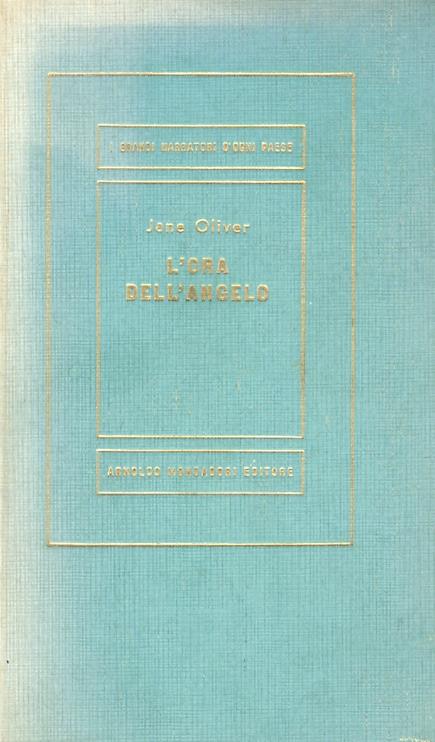 I GRANDI NARRATORI D'OGNI PAESE
Jane Oliver
L'ORA
DELL'ANGELO
ARNOLDO MONDADORI EDITORE